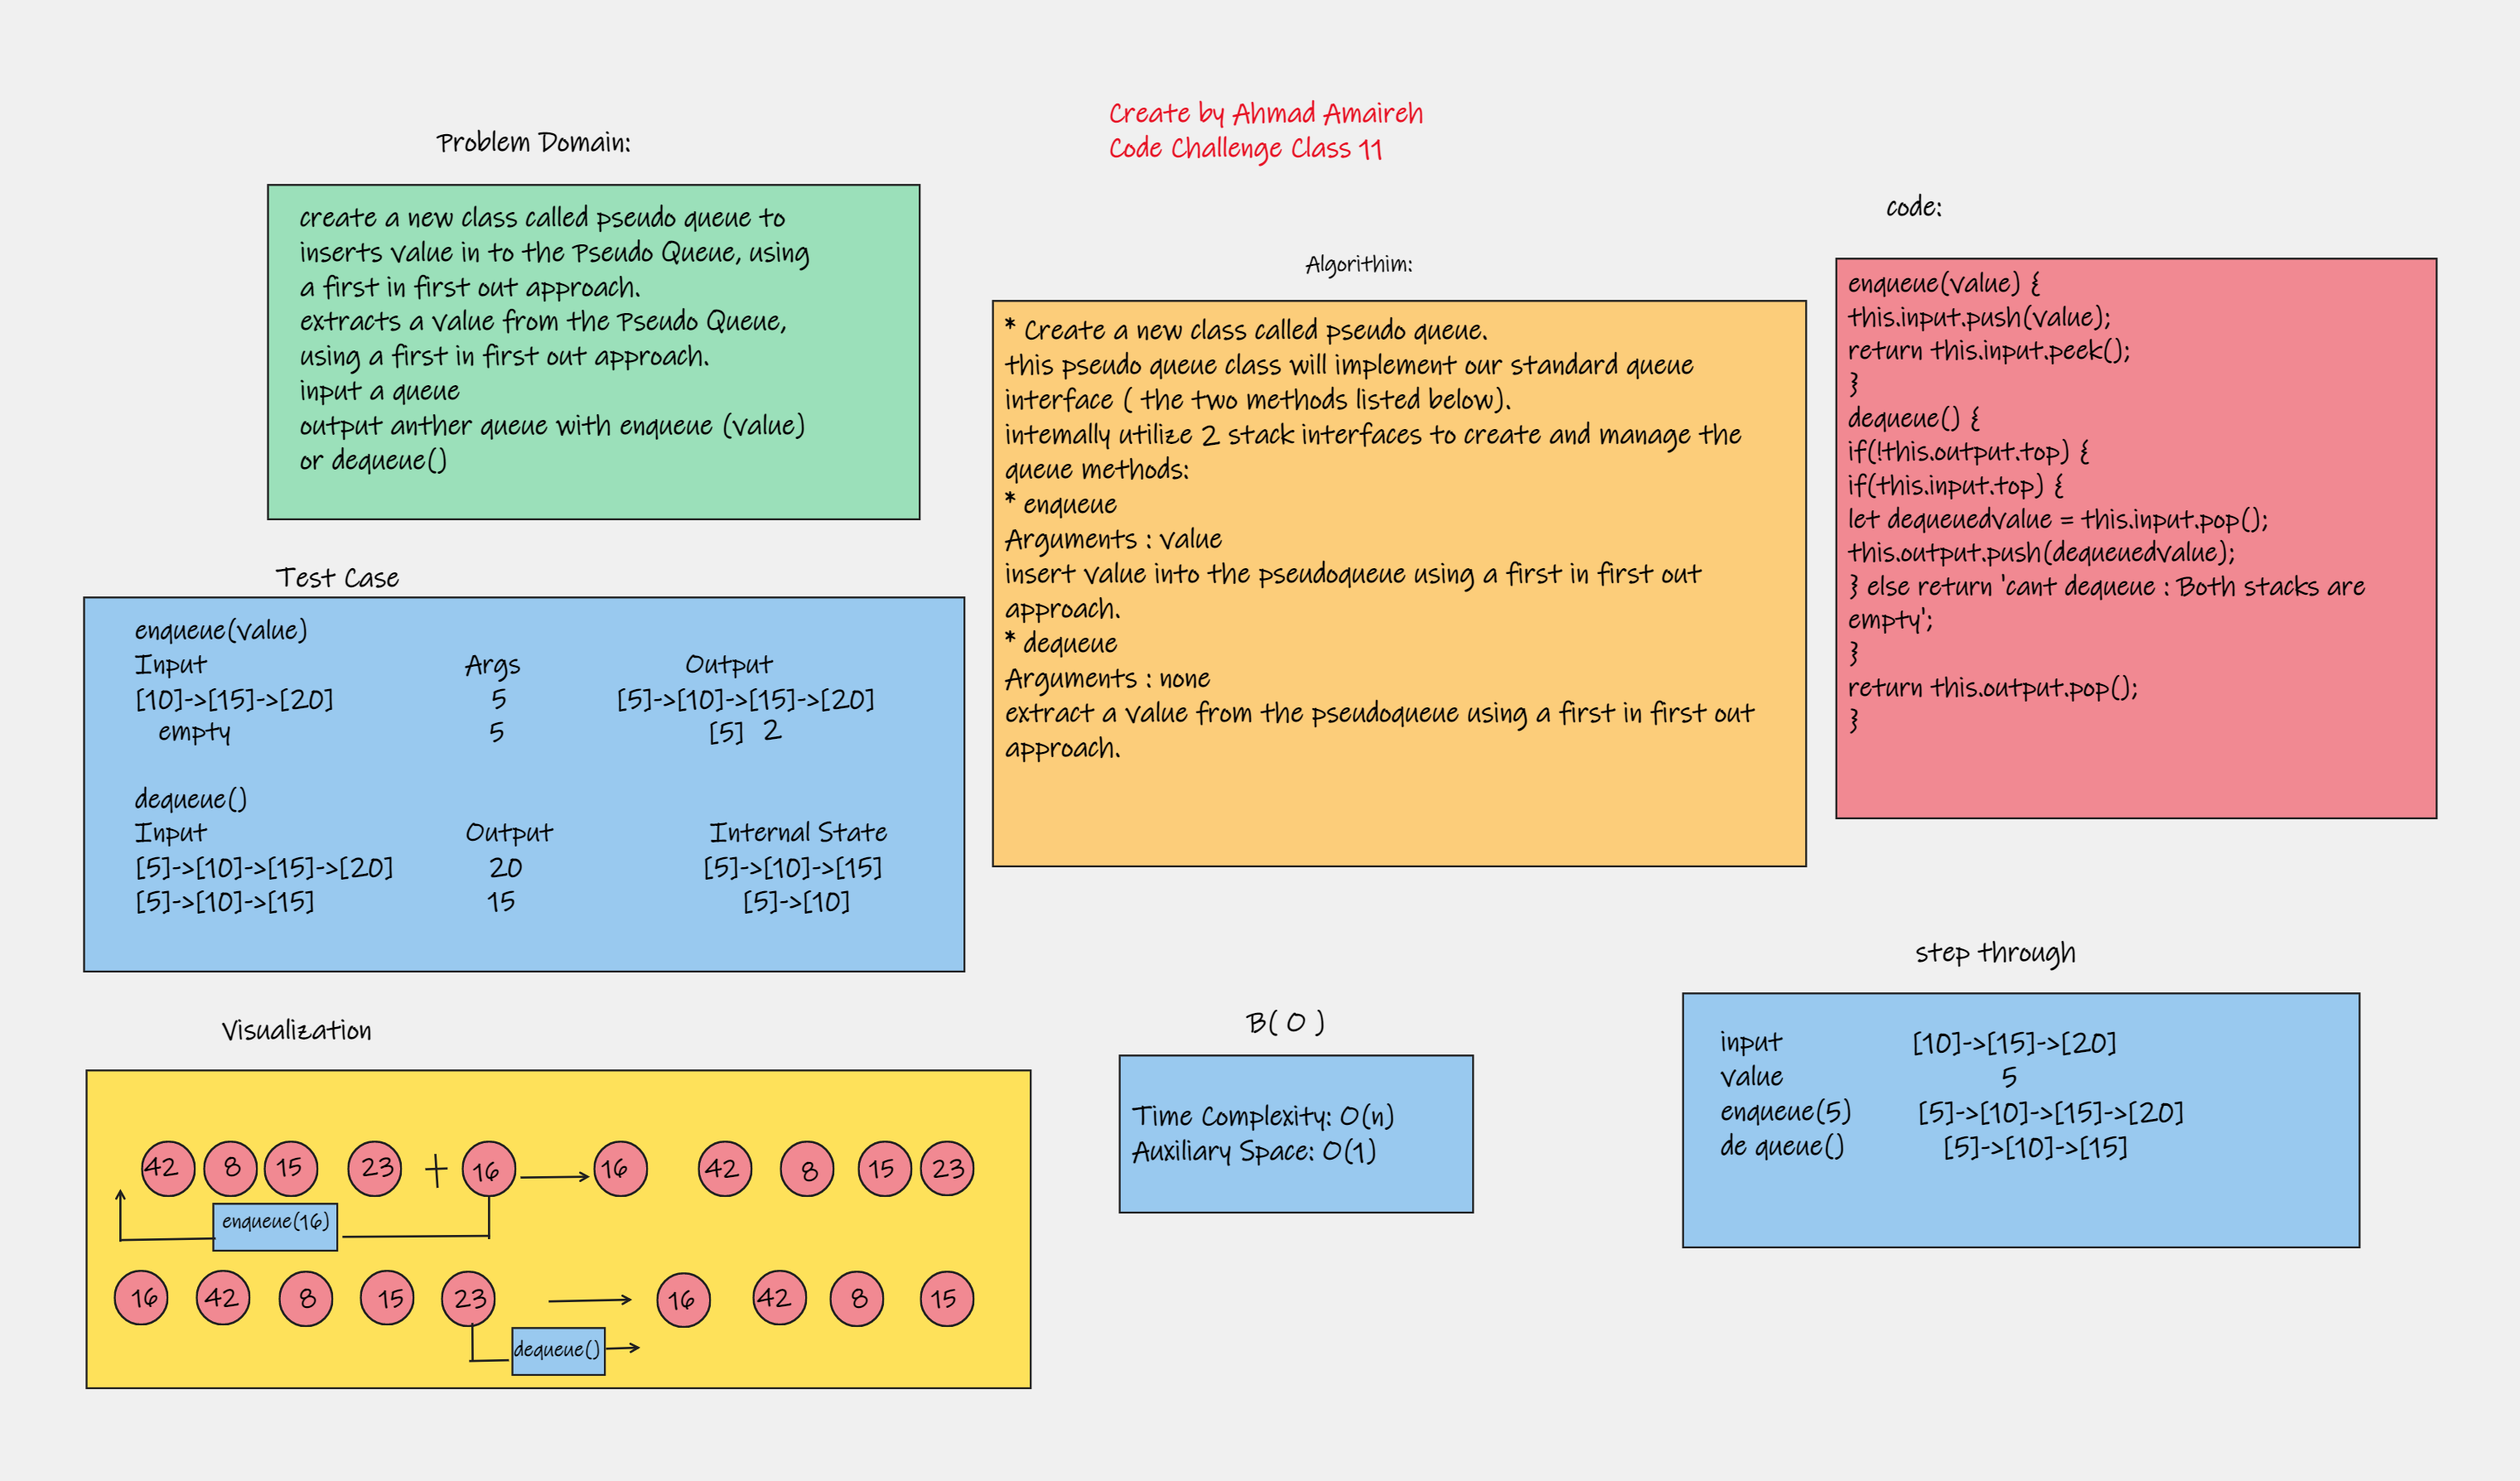 Create by Ahmad Amaireh
Code Challenge Class 11
Problem Domain:
create a new class called pseudo queue to
inserts value in to the Pseudo Queue, using
a first in first out approach.
extracts a value from the Pseudo Queue,
using a first in first out approach.
input a queue
output anther queue with enqueue (value)
or dequeue()
Algorithim:
* Create a new class called pseudo queue.
this pseudo queue class will implement our standard queue
interface ( the two methods listed below).
internally utilize 2 stack interfaces to create and manage the
queue methods:
* enqueue
Arguments : value
insert value into the pseudoqueue using a first in first out
approach.
* dequeue
Arguments : none
extract a value from the pseudoqueue using a first in first out
approach.
code:
enqueue(value) {
this.input.push(value);
return this.input.peek();
}
dequeue() {
if(!this.output.top) {
if(this.input.top) {
let dequeuedvalue = this.input.pop();
this.output.push(dequeuedvalue);
} else return 'cant dequeue : Both stacks are
empty';
}
return this.output.pop();
}
Test Case
enqueue(value)
Input Args Output
[10]->[15]->[20] 5 [5]->[10]->[15]->[20]
empty 5 [5] 2
dequeue()
Input Output Internal State
[5]->[10]->[15]->[20] 20 [5]->[10]->[15]
[5]->[10]->[15] 15 [5]->[10]
Visualization
42 8 15 23 + 16 16 42 8 15 23
enqueue(16)
16 42 8 15 23 16 42 8 15
dequeue()
B( O )
Time Complexity: O(n)
Auxiliary Space: O(1)
step through
input [10]->[15]->[20]
value 5
enqueue(5) [5]->[10]->[15]->[20]
de queue() [5]->[10]->[15]